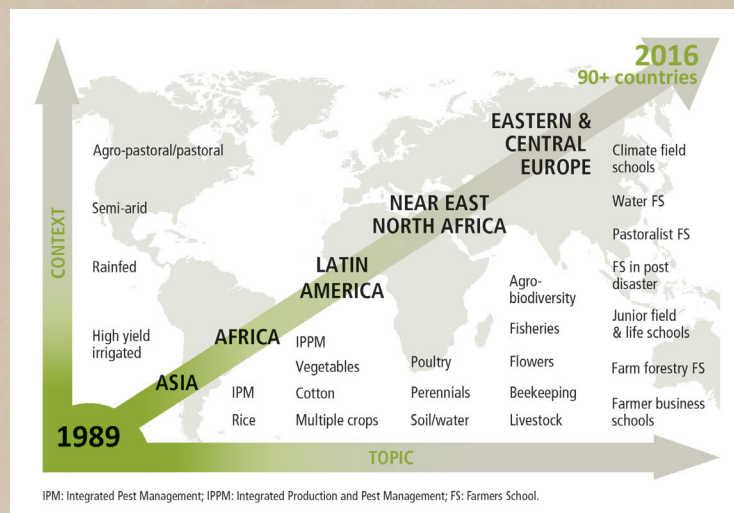 2016
90+ countries
EASTERN &
CENTRAL
EUROPE
NEAR EAST
NORTH AFRICA
LATIN
AMERICA
AFRICA
ASIA
1989
CONTEXT
Agro-pastoral/pastoral
Semi-arid
Rainfed
High yield
irrigated
IPM
Rice
IPPM
Vegetables
Cotton
Multiple crops
Poultry
Perennials
Soil/water
Agro-
biodiversity
Fisheries
Flowers
Beekeeping
Livestock
Climate field
schools
Water FS
Pastoralist FS
FS in post
disaster
Junior field
& life schools
Farm forestry FS
Farmer business
schools
TOPIC
IPM: Integrated Pest Management; IPPM: Integrated Production and Pest Management; FS: Farmers School.